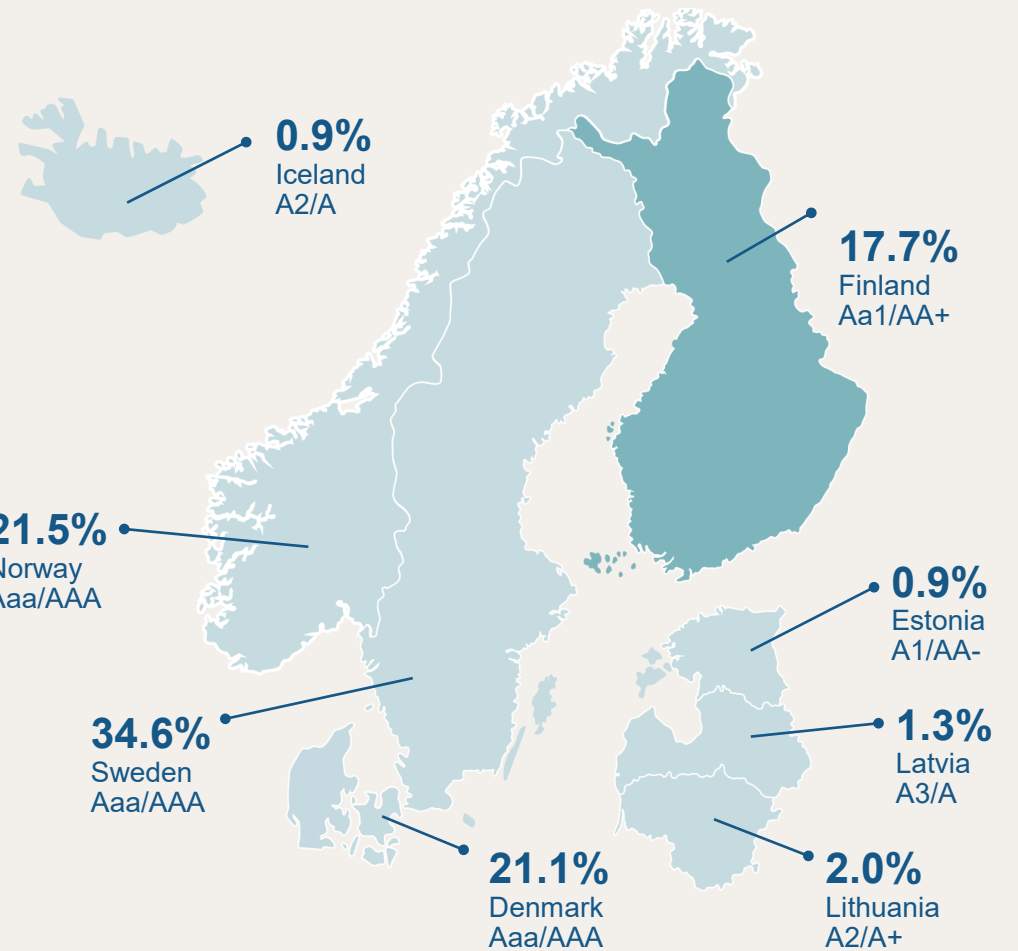 0.9%
Iceland
A2/A
17.7%
Finland
Aa1/AA+
21.5%
Norway
Aaa/AAA
0.9%
Estonia
A1/AA-
34.6%
Sweden
Aaa/AAA
1.3%
Latvia
A3/A
21.1%
Denmark
Aaa/AAA
2.0%
Lithuania
A2/A+